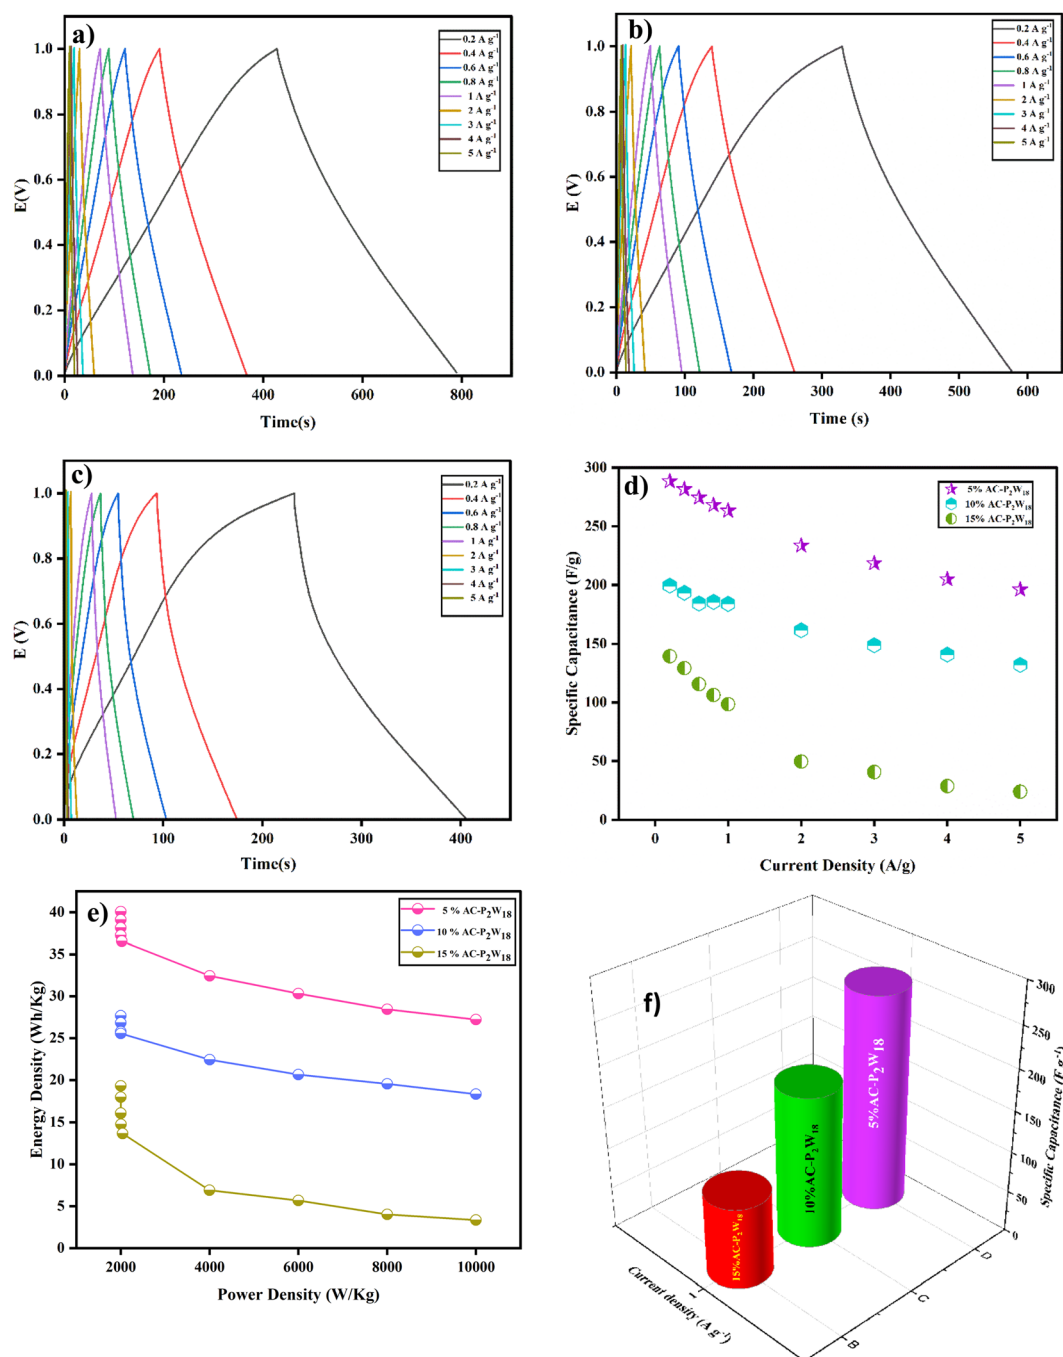 a)
0.2 A g⁻¹
0.4 A g⁻¹
0.6 A g⁻¹
0.8 A g⁻¹
1 A g⁻¹
2 A g⁻¹
3 A g⁻¹
4 A g⁻¹
5 A g⁻¹
1.0
0.8
0.6
0.4
0.2
0.0
E(V)
0 200 400 600 800
Time(s)
b)
0.2 A g⁻¹
0.4 A g⁻¹
0.6 A g⁻¹
0.8 A g⁻¹
1 A g⁻¹
2 A g⁻¹
3 A g⁻¹
4 A g⁻¹
5 A g⁻¹
1.0
0.8
0.6
0.4
0.2
0.0
E (V)
0 100 200 300 400 500 600
Time (s)
c)
0.2 A g⁻¹
0.4 A g⁻¹
0.6 A g⁻¹
0.8 A g⁻¹
1 A g⁻¹
2 A g⁻¹
3 A g⁻¹
4 A g⁻¹
5 A g⁻¹
1.0
0.8
0.6
0.4
0.2
0.0
E (V)
0 100 200 300 400
Time(s)
d)
5% AC-P₂W₁₈
10% AC-P₂W₁₈
15% AC-P₂W₁₈
300
250
200
150
100
50
0
Specific Capacitance (F/g)
0 1 2 3 4 5
Current Density (A/g)
e)
5 % AC-P₂W₁₈
10 % AC-P₂W₁₈
15 % AC-P₂W₁₈
40
35
30
25
20
15
10
5
0
Energy Density (Wh/Kg)
2000 4000 6000 8000 10000
Power Density (W/Kg)
f)
5%AC-P₂W₁₈
10%AC-P₂W₁₈
15%AC-P₂W₁₈
300
250
200
150
100
50
0
Specific Capacitance (F g⁻¹)
D
C
B
1
Current density (A g⁻¹)